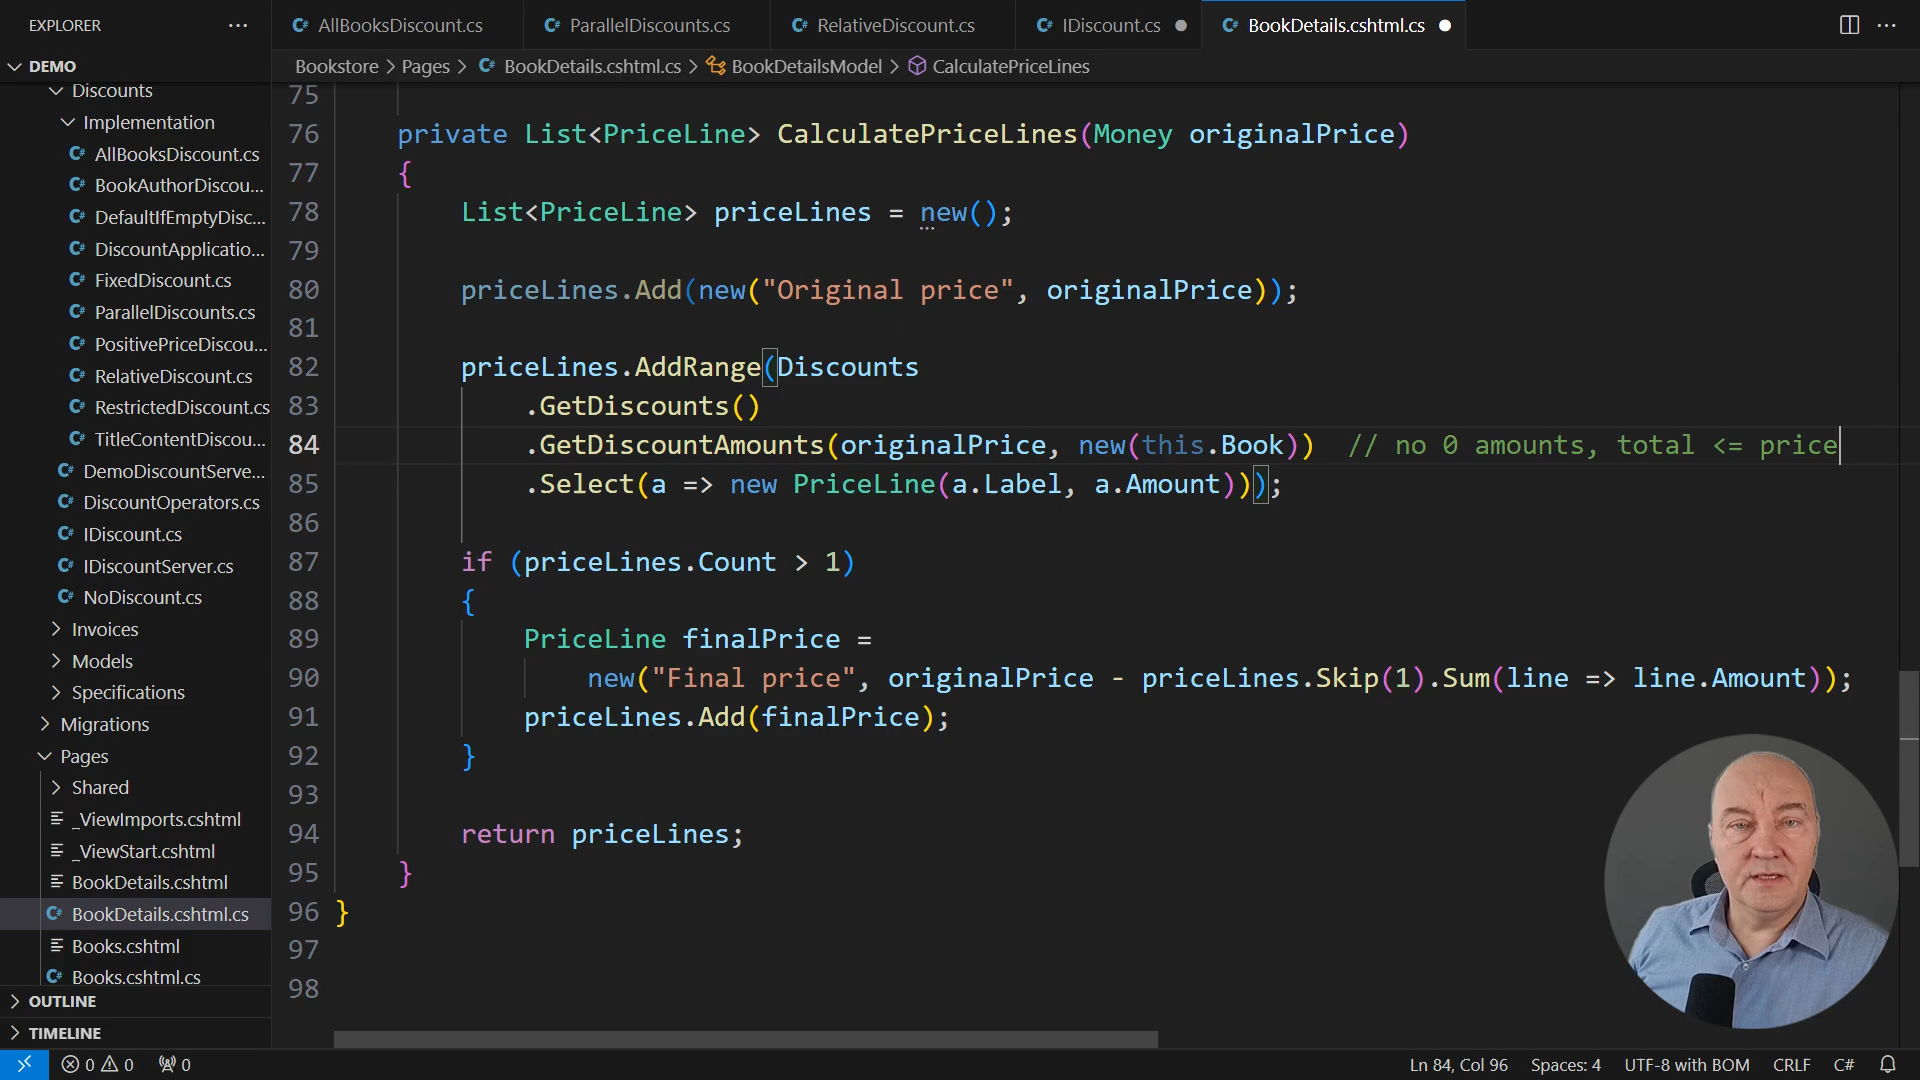 EXPLORER
DEMO
Discounts
Implementation
AllBooksDiscount.cs
BookAuthorDiscou...
DefaultIfEmptyDisc...
DiscountApplicatio...
FixedDiscount.cs
ParallelDiscounts.cs
PositivePriceDiscou...
RelativeDiscount.cs
RestrictedDiscount.cs
TitleContentDiscou...
DemoDiscountServe...
DiscountOperators.cs
IDiscount.cs
IDiscountServer.cs
NoDiscount.cs
Invoices
Models
Specifications
Migrations
Pages
Shared
_ViewImports.cshtml
_ViewStart.cshtml
BookDetails.cshtml
BookDetails.cshtml.cs
Books.cshtml
Books.cshtml.cs
OUTLINE
TIMELINE
AllBooksDiscount.cs
ParallelDiscounts.cs
RelativeDiscount.cs
IDiscount.cs
BookDetails.cshtml.cs
Bookstore > Pages > BookDetails.cshtml.cs > BookDetailsModel > CalculatePriceLines
75
76 private List<PriceLine> CalculatePriceLines(Money originalPrice)
77 {
78 List<PriceLine> priceLines = new();
79
80 priceLines.Add(new("Original price", originalPrice));
81
82 priceLines.AddRange(Discounts
83 .GetDiscounts()
84 .GetDiscountAmounts(originalPrice, new(this.Book)) // no 0 amounts, total <= price
85 .Select(a => new PriceLine(a.Label, a.Amount)));
86
87 if (priceLines.Count > 1)
88 {
89 PriceLine finalPrice =
90 new("Final price", originalPrice - priceLines.Skip(1).Sum(line => line.Amount));
91 priceLines.Add(finalPrice);
92 }
93
94 return priceLines;
95 }
96 }
97
98
0 0 0
Ln 84, Col 96
Spaces: 4
UTF-8 with BOM
CRLF
C#